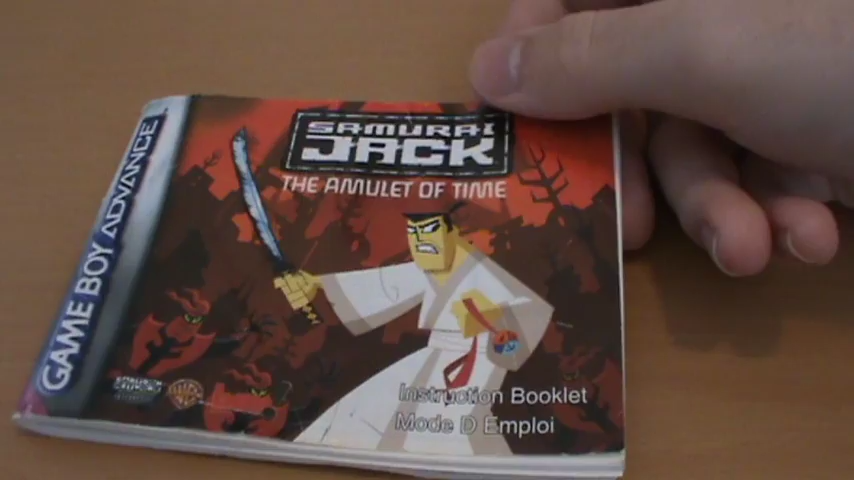 GAME BOY ADVANCE
SAMURAI
JACK
THE AMULET OF TIME
Instruction Booklet
Mode D Emploi